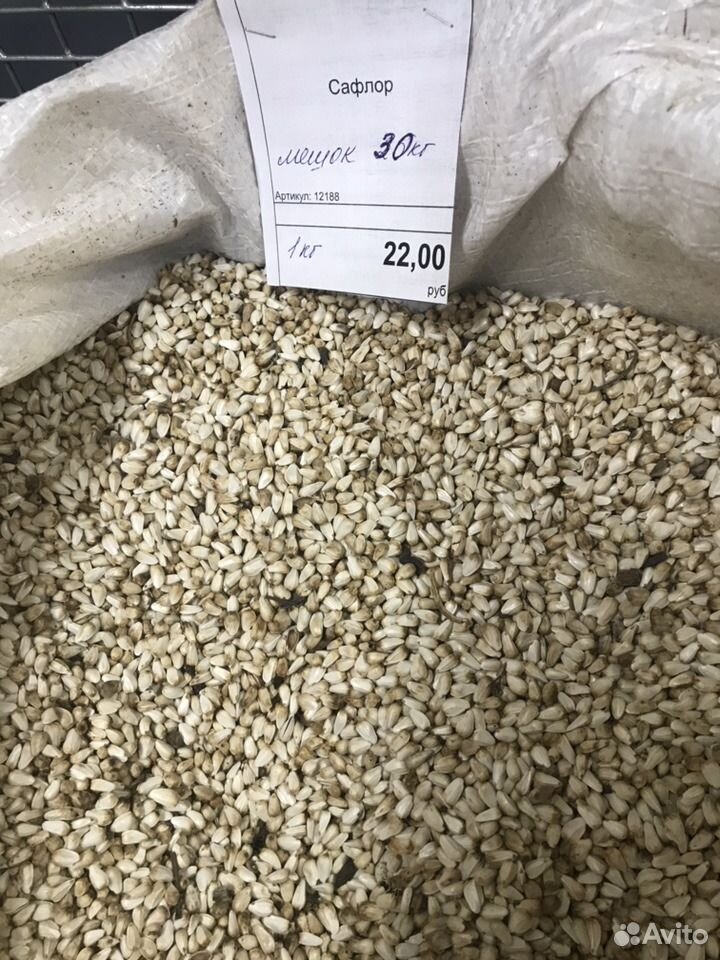 Сафлор
мешок 30кг
Артикул: 12188
1кг 22,00
руб
Avito